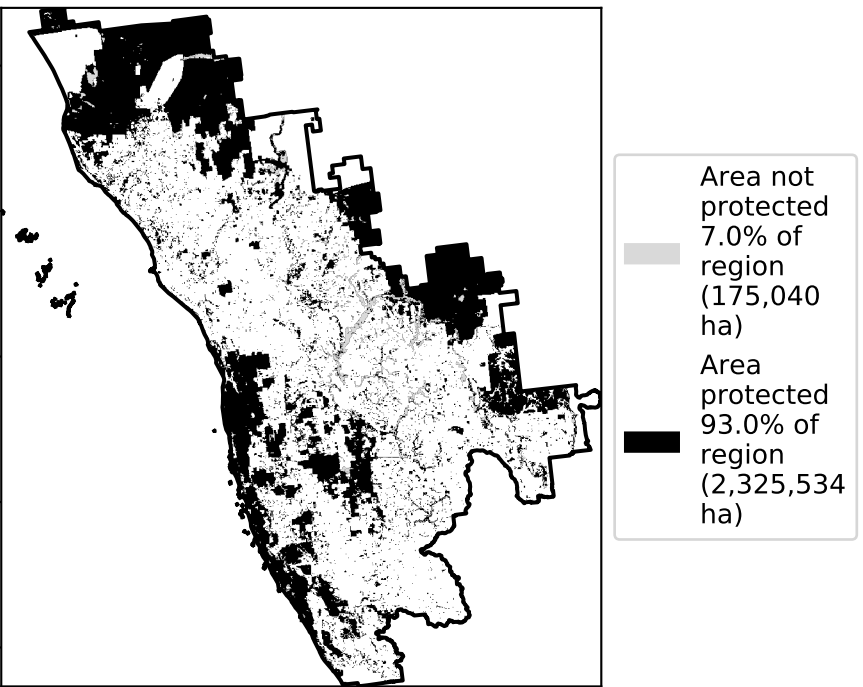 Area not
protected
7.0% of
region
(175,040
ha)
Area
protected
93.0% of
region
(2,325,534
ha)